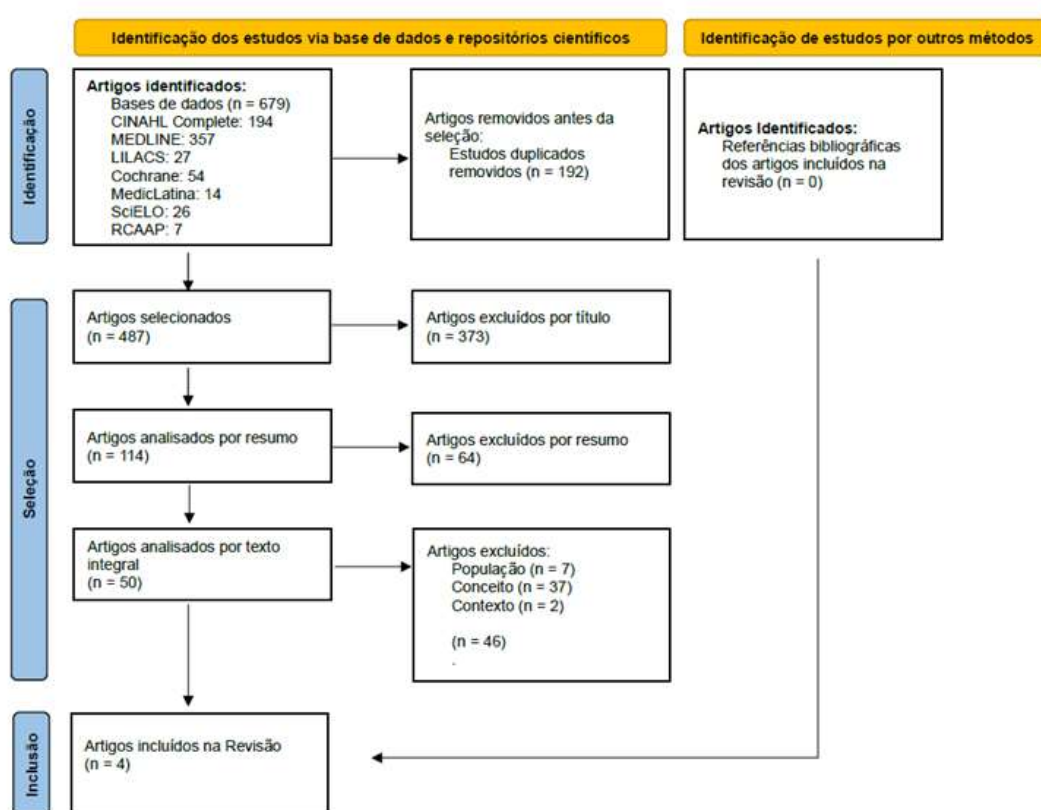 Identificação dos estudos via base de dados e repositórios científicos
Identificação de estudos por outros métodos
Identificação
Artigos identificados:
Bases de dados (n = 679)
CINAHL Complete: 194
MEDLINE: 357
LILACS: 27
Cochrane: 54
MedicLatina: 14
SciELO: 26
RCAAP: 7
Artigos removidos antes da
seleção:
Estudos duplicados
removidos (n = 192)
Artigos Identificados:
Referências bibliográficas
dos artigos incluídos na
revisão (n = 0)
Seleção
Artigos selecionados
(n = 487)
Artigos excluídos por título
(n = 373)
Artigos analisados por resumo
(n = 114)
Artigos excluídos por resumo
(n = 64)
Artigos analisados por texto
integral
(n = 50)
Artigos excluídos:
População (n = 7)
Conceito (n = 37)
Contexto (n = 2)
(n = 46)
.
Inclusão
Artigos incluídos na Revisão
(n = 4)